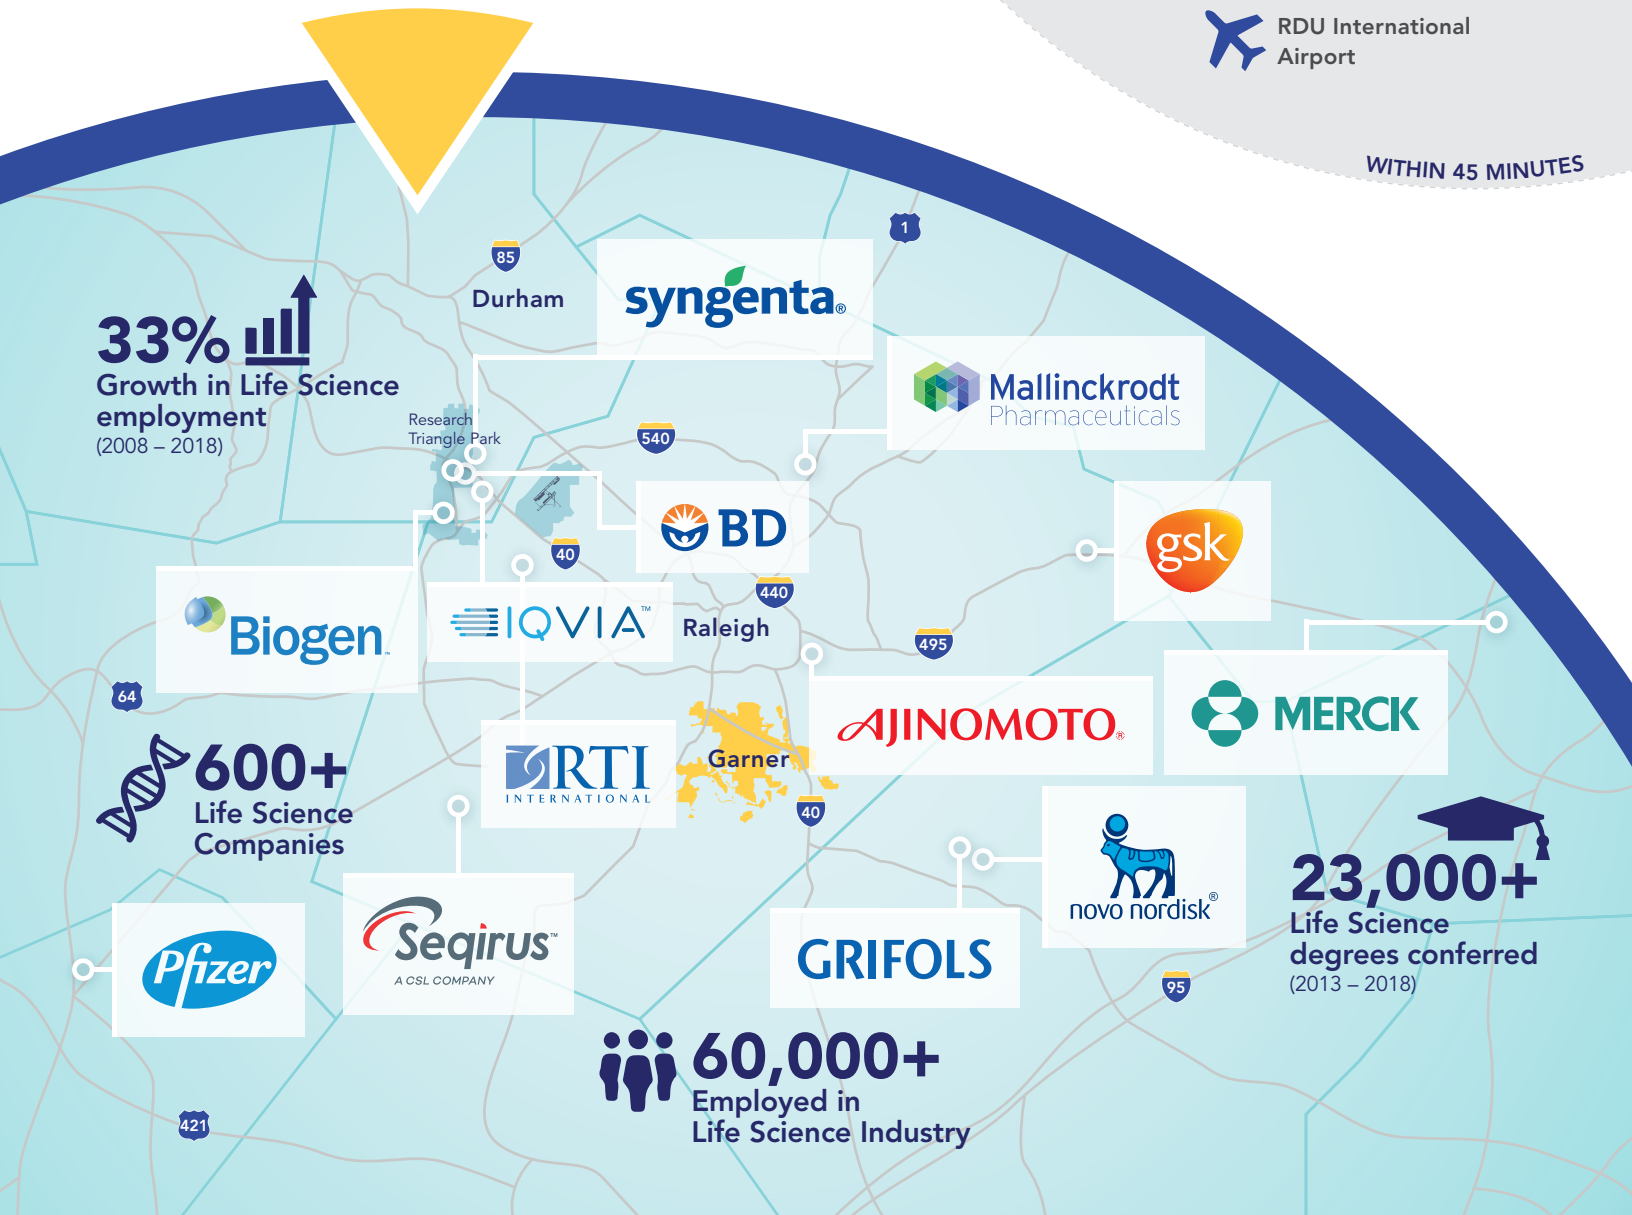 RDU International
Airport
WITHIN 45 MINUTES
1
85
Durham
syngenta®
33%
Growth in Life Science
employment
(2008 – 2018)
Mallinckrodt
Pharmaceuticals
Research
Triangle Park
540
BD
gsk
40
440
Biogen™
IQVIA™
Raleigh
495
64
AJINOMOTO®
MERCK
600+
Life Science
Companies
RTI
INTERNATIONAL
Garner
40
novo nordisk®
23,000+
Life Science
degrees conferred
(2013 – 2018)
Pfizer
Seqirus™
A CSL COMPANY
GRIFOLS
95
60,000+
Employed in
Life Science Industry
421